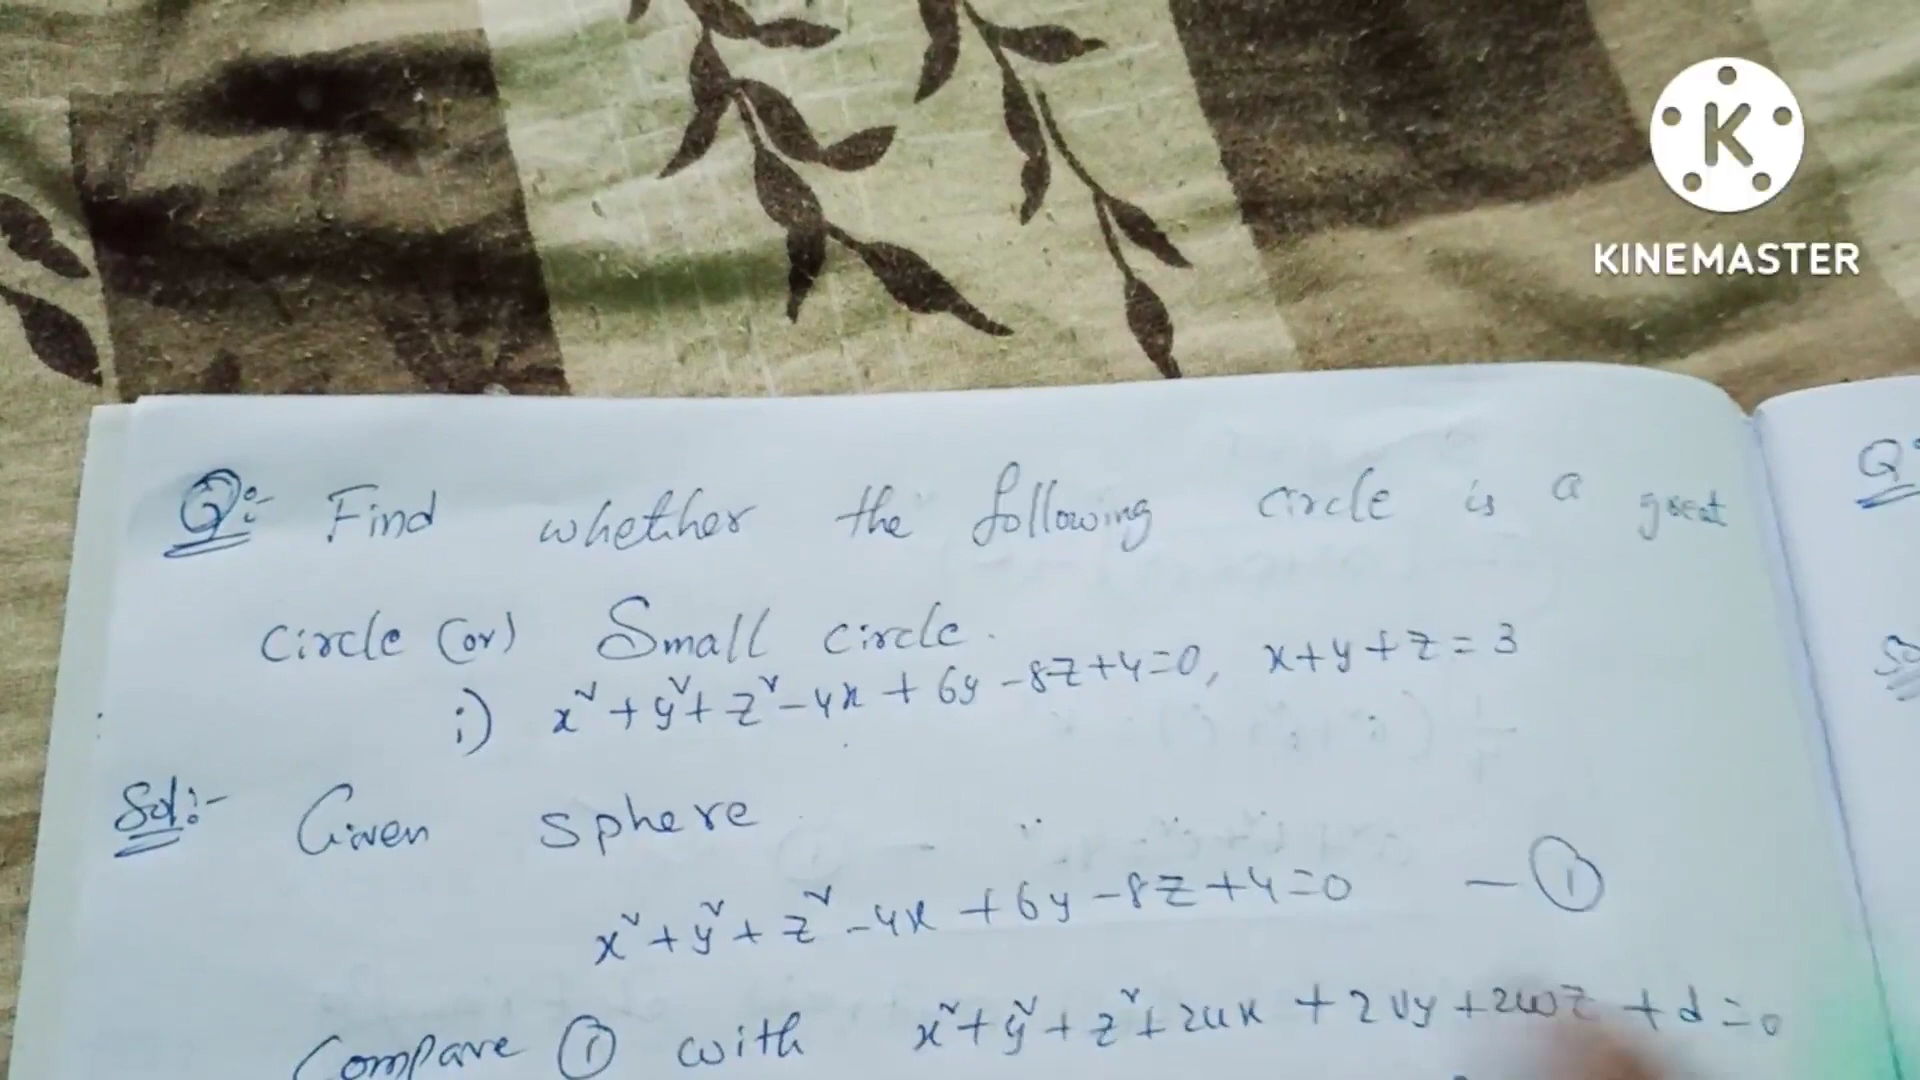 K
KINEMASTER
Q:- Find whether the following circle is a great
circle (or) Small circle.
i) x² + y² + z² - 4x + 6y - 8z + 4 = 0, x + y + z = 3
Sol:- Given sphere
x² + y² + z² - 4x + 6y - 8z + 4 = 0 — ①
Compare ① with x² + y² + z² + 2ux + 2vy + 2wz + d = 0
Q:
So